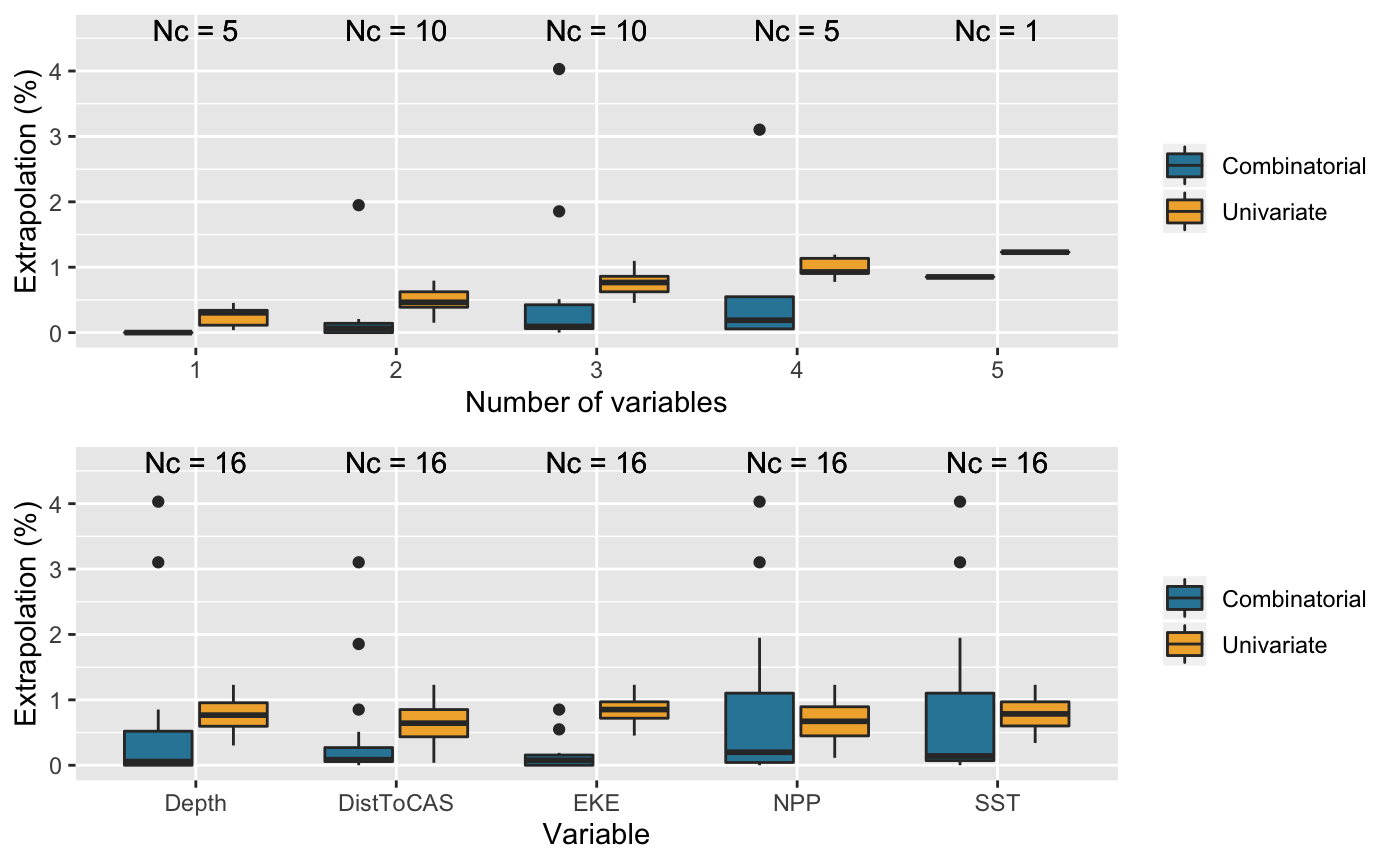 Nc = 5 Nc = 10 Nc = 10 Nc = 5 Nc = 1
Extrapolation (%)
4
3
2
1
0
1 2 3 4 5
Number of variables
Combinatorial
Univariate
Nc = 16 Nc = 16 Nc = 16 Nc = 16 Nc = 16
Extrapolation (%)
4
3
2
1
0
Depth DistToCAS EKE NPP SST
Variable
Combinatorial
Univariate